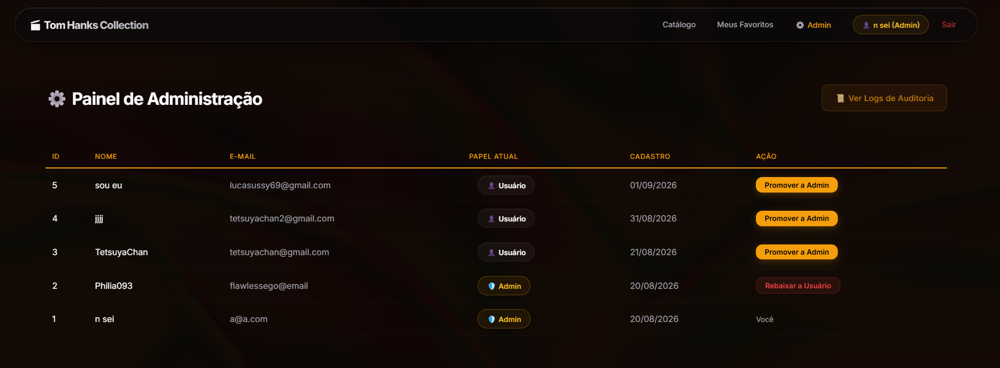 Tom Hanks Collection
Catálogo Meus Favoritos Admin n sei (Admin) Sair
Painel de Administração
Ver Logs de Auditoria
ID NOME E-MAIL PAPEL ATUAL CADASTRO AÇÃO
5 sou eu lucasussy69@gmail.com Usuário 01/09/2026 Promover a Admin
4 jjjj tetsuyachan2@gmail.com Usuário 31/08/2026 Promover a Admin
3 TetsuyaChan tetsuyachan@gmail.com Usuário 21/08/2026 Promover a Admin
2 Philia093 flawlessego@email Admin 20/08/2026 Rebaixar a Usuário
1 n sei a@a.com Admin 20/08/2026 Você